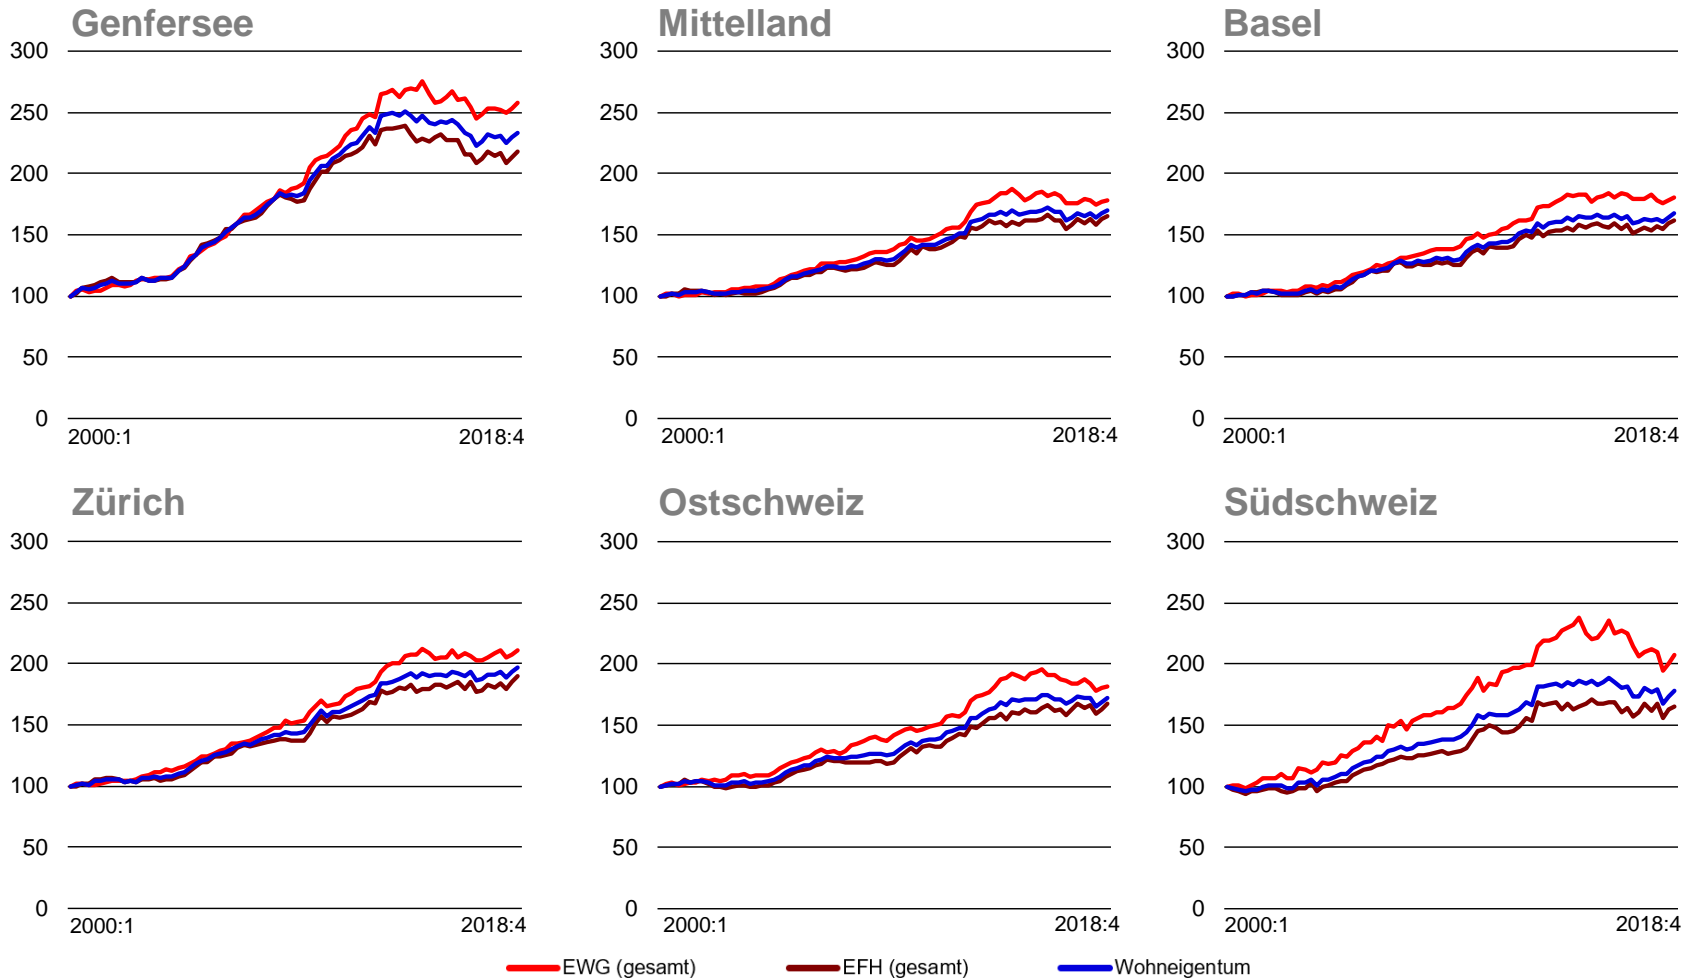 Genfersee Mittelland Basel
300 300 300
250 250 250
200 200 200
150 150 150
100 100 100
50 50 50
0 0 0
2000:1 2018:4 2000:1 2018:4 2000:1 2018:4
Zürich Ostschweiz Südschweiz
300 300 300
250 250 250
200 200 200
150 150 150
100 100 100
50 50 50
0 0 0
2000:1 2018:4 2000:1 2018:4 2000:1 2018:4
EWG (gesamt) EFH (gesamt) Wohneigentum